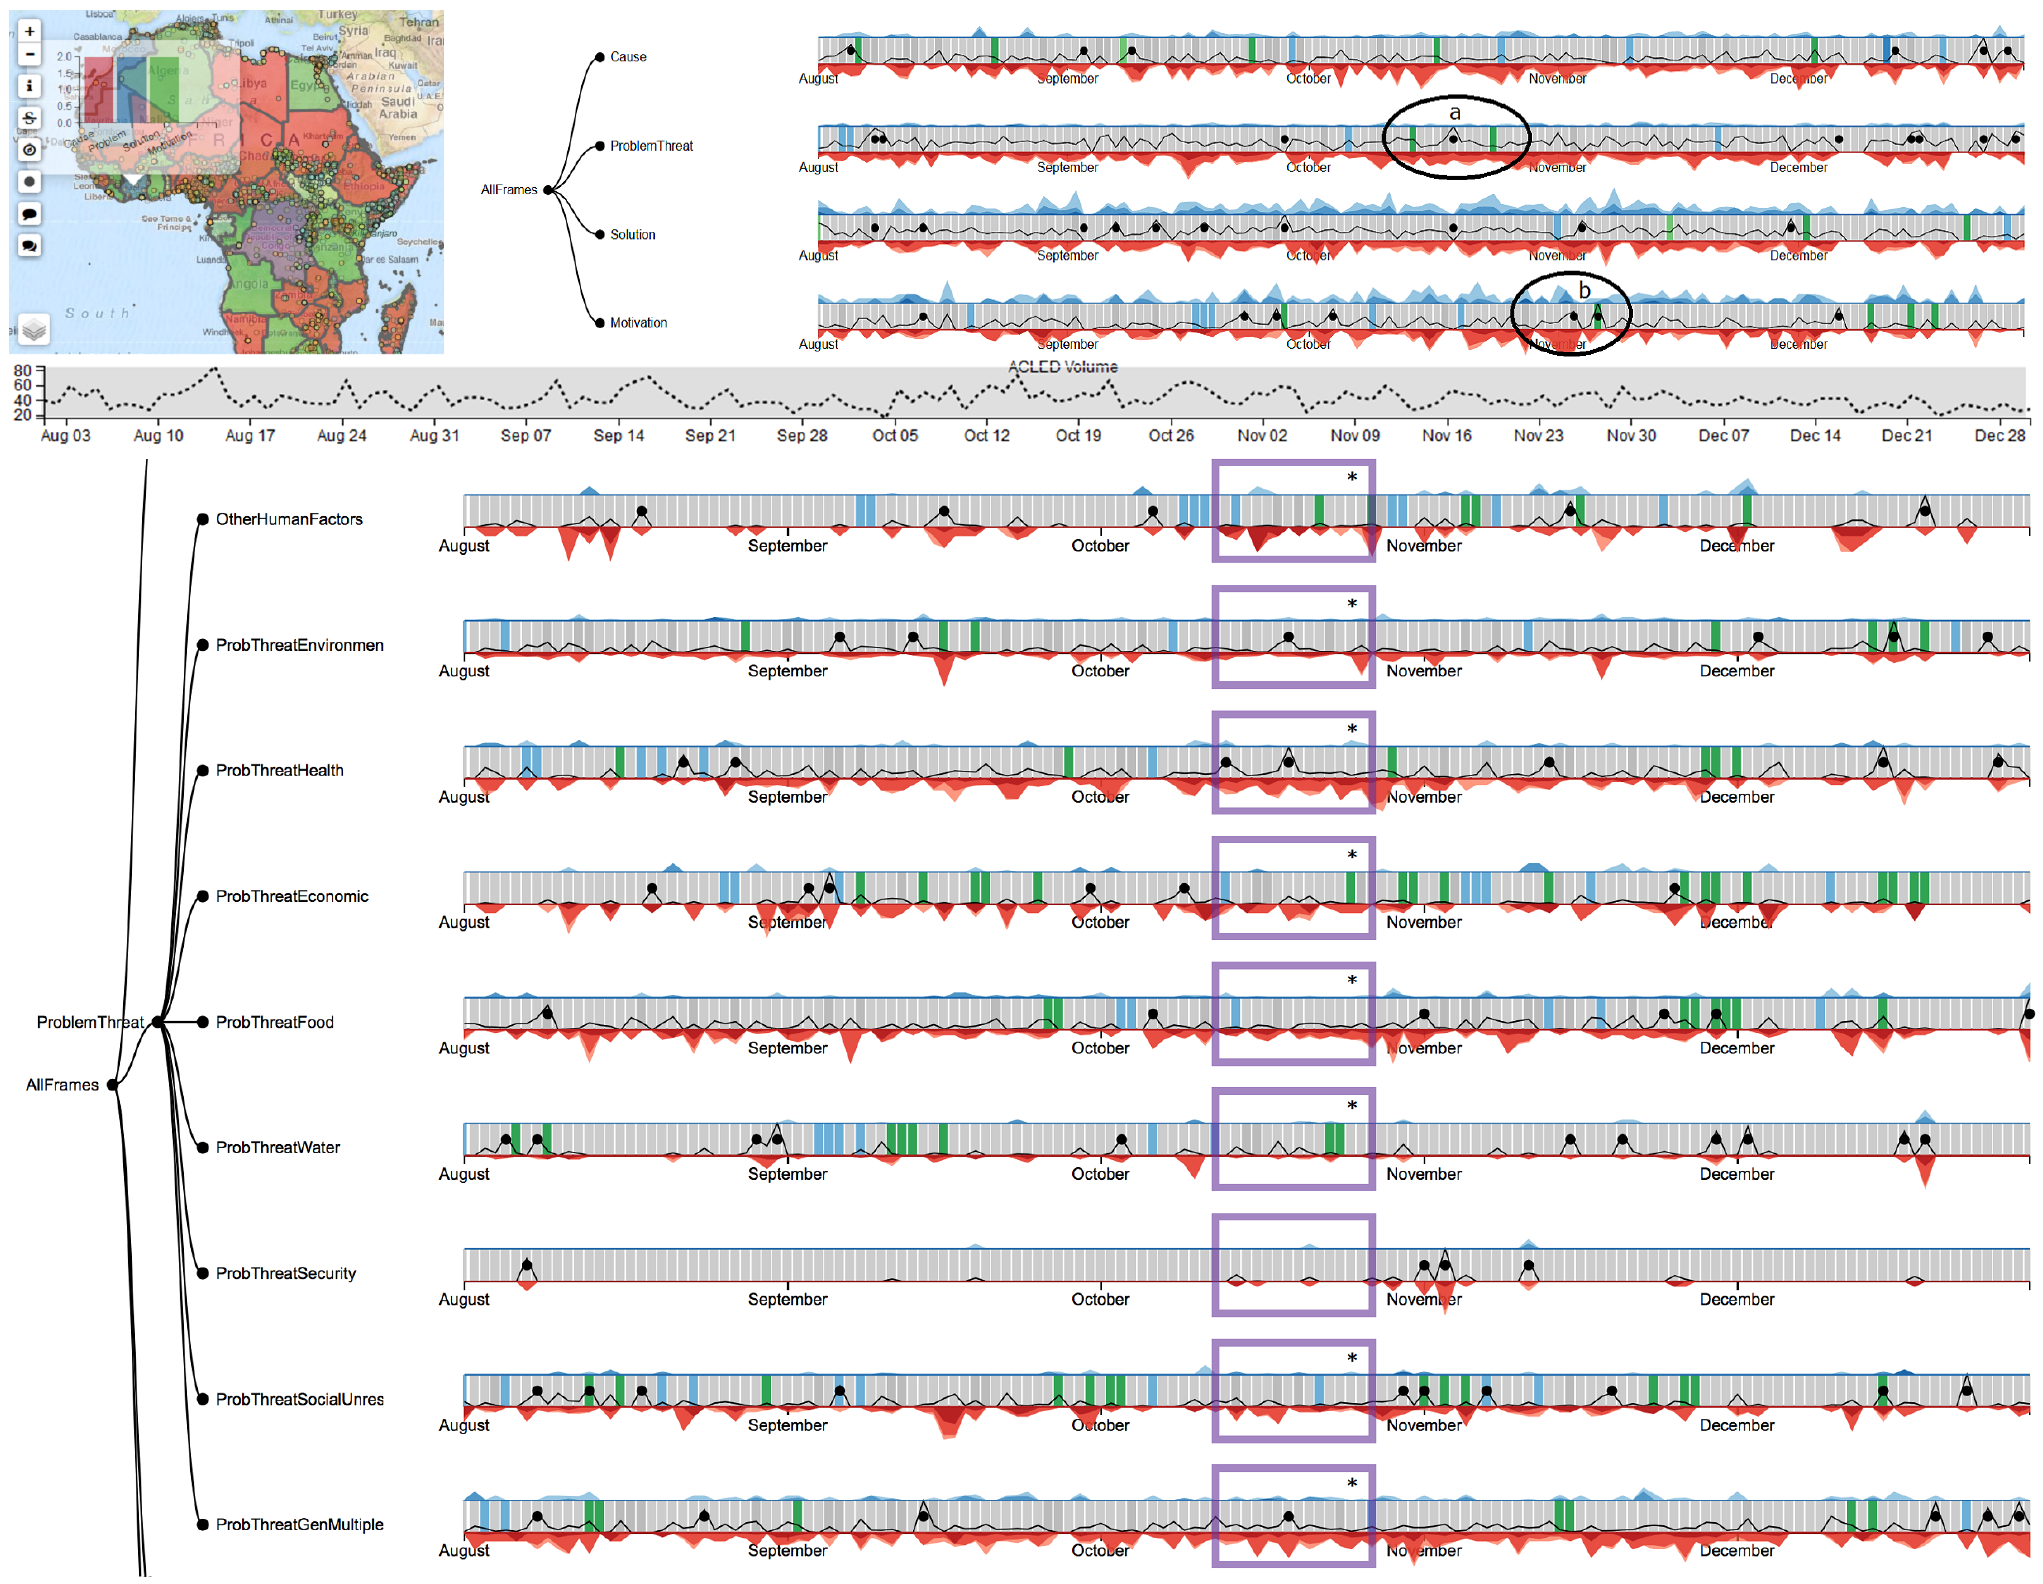 Lisboa
Algiers
Tunis
Athinai
Turkey
Tehran
Casablanca
Tripoli
Beirut
Syria
Baghdad
Tel Aviv
Amman
Iraq
Kuwait
Arabian
Peninsula
Qatar
U.A.E.
2.0
1.5
1.0
0.5
0.0
Algeria
Libya
Egypt
Jiddah
Saudi
Arabia
Yemen
Cause
Problem
Solution
Motivation
R I C A
Khartoum
Chad
Ethiopia
Sao Tome &
Principe
Seychelles
Luanda
Tanzania
Dar es Salaam
Angola
Zambia
Namibia
South
AllFrames
Cause
August
September
October
November
December
ProblemThreat
a
August
September
October
November
December
Solution
August
September
October
November
December
Motivation
b
August
September
October
November
December
ACLED Volume
80
60
40
20
Aug 03 Aug 10 Aug 17 Aug 24 Aug 31 Sep 07 Sep 14 Sep 21 Sep 28 Oct 05 Oct 12 Oct 19 Oct 26 Nov 02 Nov 09 Nov 16 Nov 23 Nov 30 Dec 07 Dec 14 Dec 21 Dec 28
AllFrames
ProblemThreat
*
OtherHumanFactors
August September October November December
*
ProbThreatEnvironmen
August September October November December
*
ProbThreatHealth
August September October November December
*
ProbThreatEconomic
August September October November December
*
ProbThreatFood
August September October November December
*
ProbThreatWater
August September October November December
ProbThreatSecurity
August September October November December
*
ProbThreatSocialUnres
August September October November December
*
ProbThreatGenMultiple
August September October November December